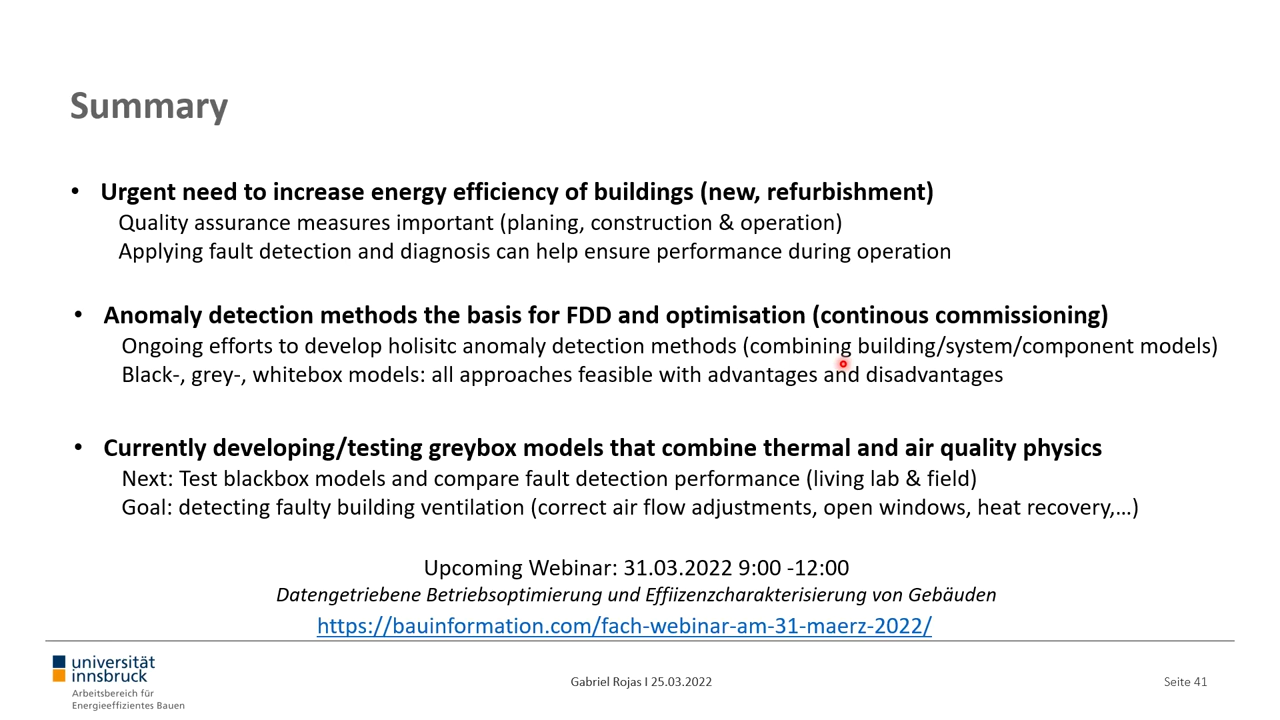 Summary
• Urgent need to increase energy efficiency of buildings (new, refurbishment)
Quality assurance measures important (planing, construction & operation)
Applying fault detection and diagnosis can help ensure performance during operation
• Anomaly detection methods the basis for FDD and optimisation (continous commissioning)
Ongoing efforts to develop holisitc anomaly detection methods (combining building/system/component models)
Black-, grey-, whitebox models: all approaches feasible with advantages and disadvantages
• Currently developing/testing greybox models that combine thermal and air quality physics
Next: Test blackbox models and compare fault detection performance (living lab & field)
Goal: detecting faulty building ventilation (correct air flow adjustments, open windows, heat recovery,…)
Upcoming Webinar: 31.03.2022 9:00 -12:00
Datengetriebene Betriebsoptimierung und Effiizenzcharakterisierung von Gebäuden
https://bauinformation.com/fach-webinar-am-31-maerz-2022/
universität
innsbruck
Arbeitsbereich für
Energieeffizientes Bauen
Gabriel Rojas I 25.03.2022
Seite 41